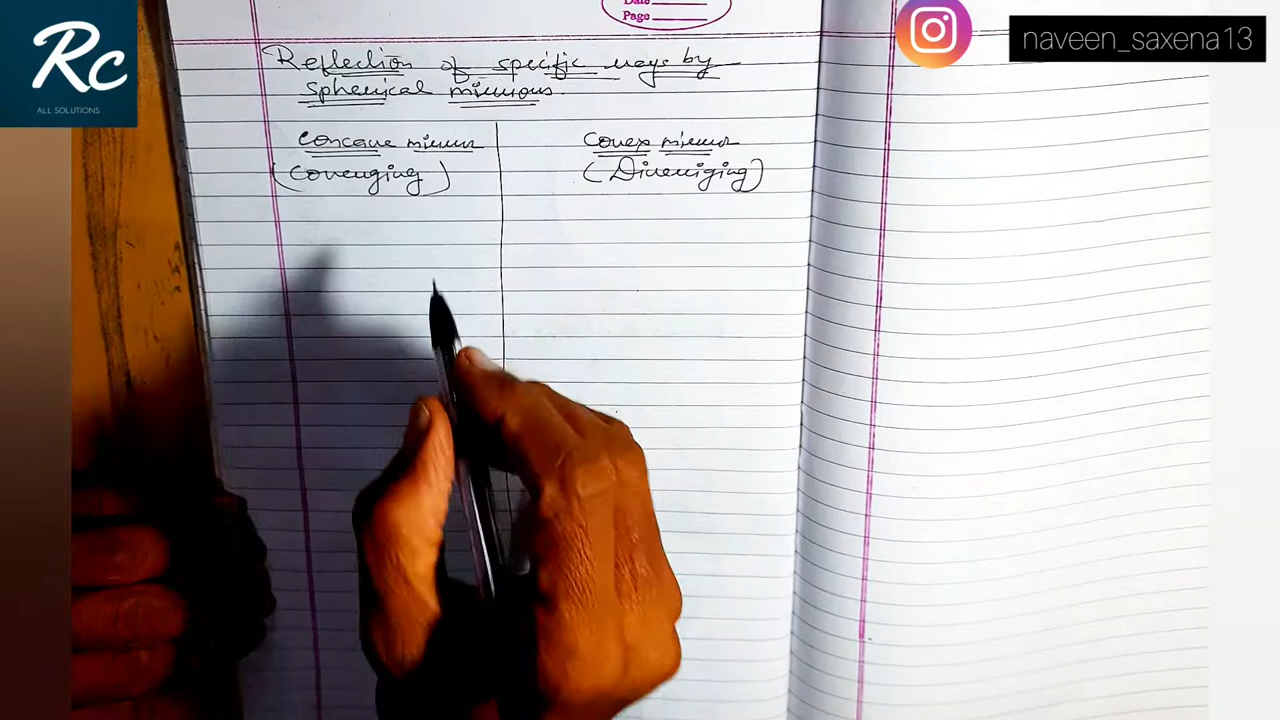 Rc
ALL SOLUTIONS
naveen_saxena13
Date
Page
Reflection of specific rays by
Spherical mirrors.
Concave mirror
(Converging)
Convex mirror
(Diverging)